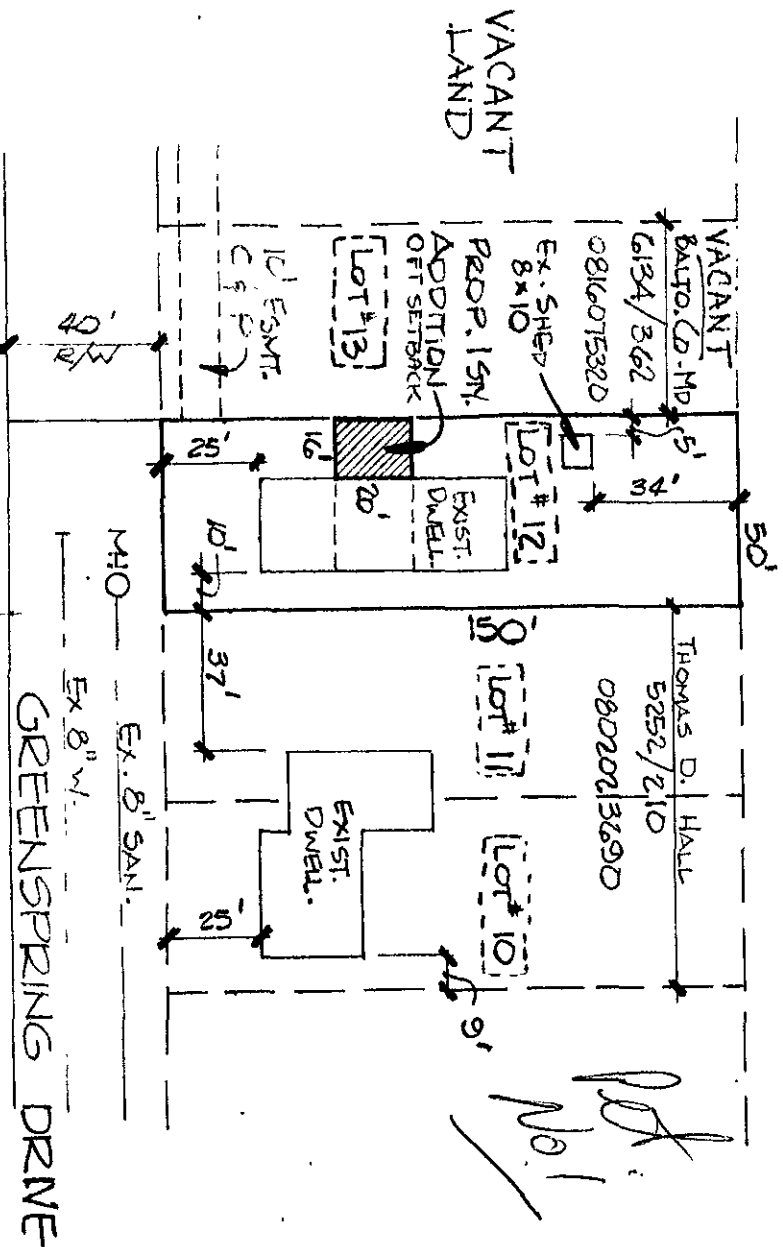 VACANT
LAND
VACANT
BALTO. CO. MD
6134/362
0816075320
EX. SHED
8x10
PROP. 1 STY.
ADDITION
OFF SETBACK
LOT # 13
10' ESMT.
40'
R/W
50'
5'
34'
LOT # 12
EXIST.
DWELL.
16'
20'
25'
10'
THOMAS D. HALL
5252/210
0802023690
150'
LOT # 11
37'
EXIST.
DWELL.
LOT # 10
25'
9'
MHO
EX. 8" SAN.
EX 8" W.
GREENSPRING DRIVE
No 1